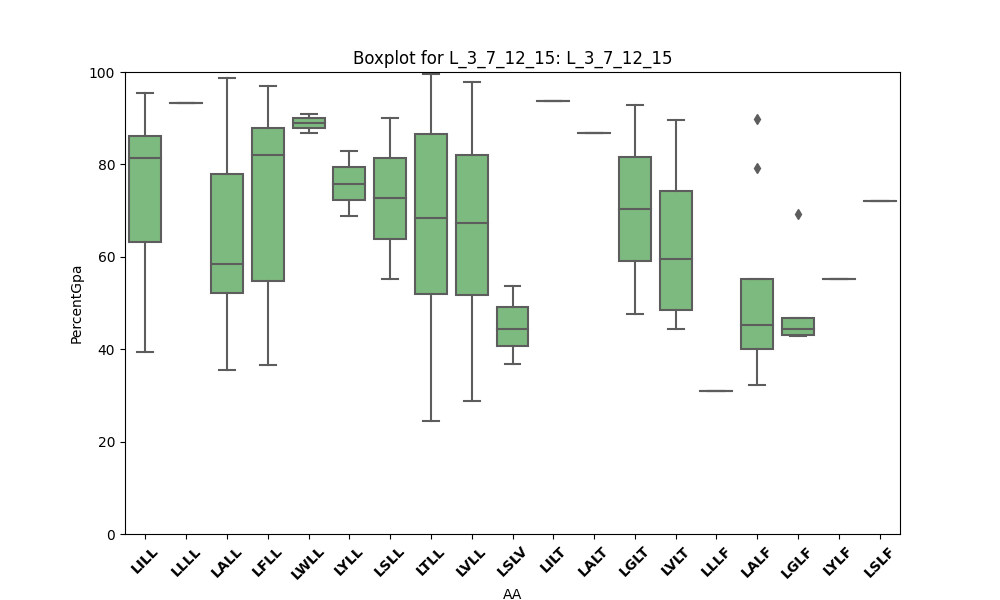 Boxplot for L_3_7_12_15: L_3_7_12_15
100
80
60
40
20
0
PercentGpa
LILL LLLL LALL LFLL LWLL LYLL LSLL LTLL LVLL LSLV LILT LALT LGLT LVLT LLLF LALF LGLF LYLF LSLF
AA